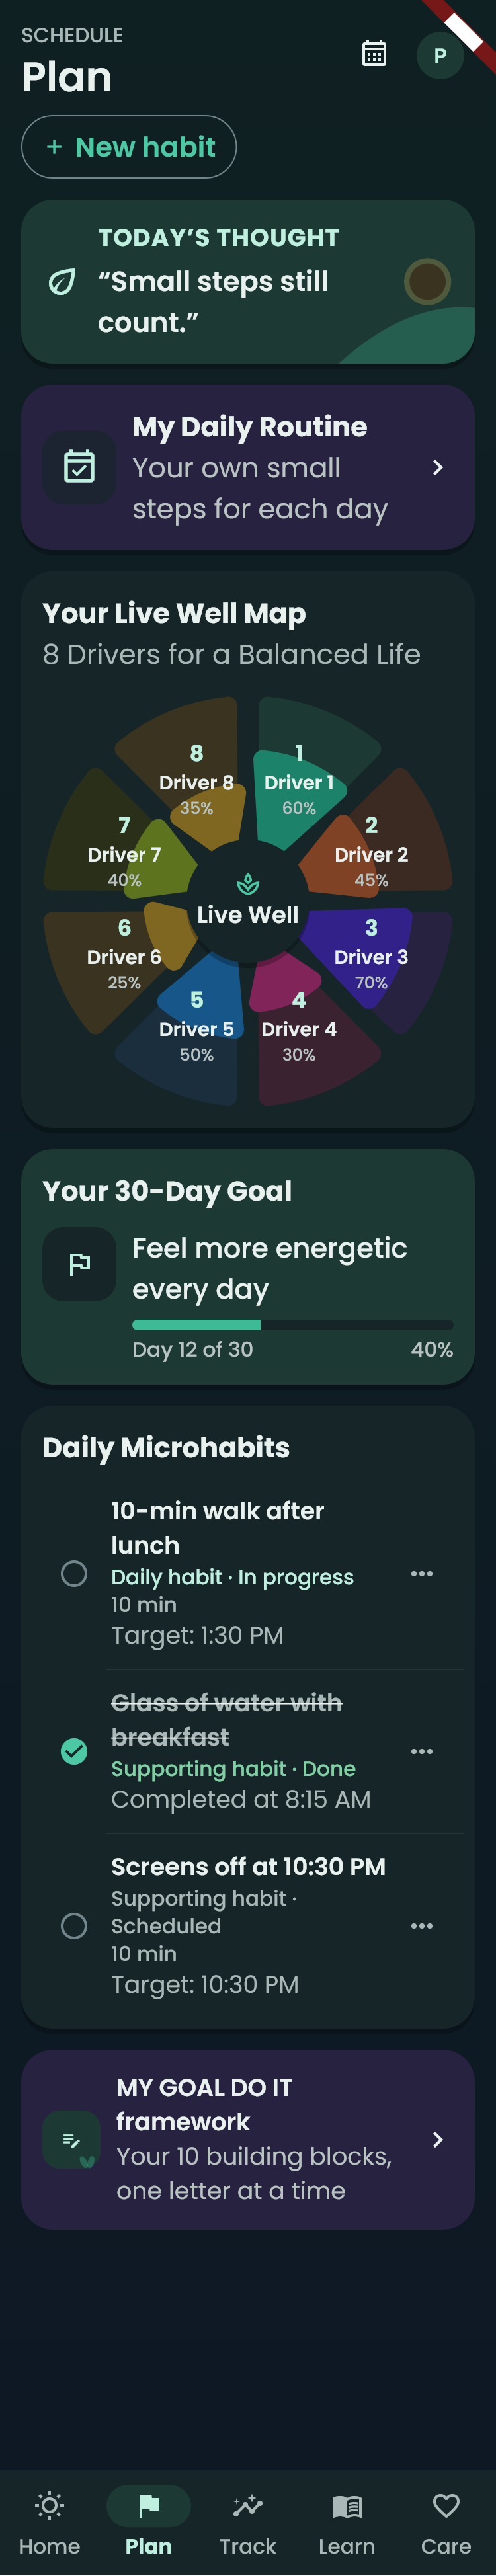 SCHEDULE
Plan
P
+ New habit
TODAY’S THOUGHT
“Small steps still
count.”
My Daily Routine
Your own small
steps for each day
Your Live Well Map
8 Drivers for a Balanced Life
8
Driver 8
35%
1
Driver 1
60%
7
Driver 7
40%
2
Driver 2
45%
Live Well
6
Driver 6
25%
3
Driver 3
70%
5
Driver 5
50%
4
Driver 4
30%
Your 30-Day Goal
Feel more energetic
every day
Day 12 of 30
40%
Daily Microhabits
10-min walk after
lunch
Daily habit · In progress
10 min
Target: 1:30 PM
Glass of water with
breakfast
Supporting habit · Done
Completed at 8:15 AM
Screens off at 10:30 PM
Supporting habit ·
Scheduled
10 min
Target: 10:30 PM
MY GOAL DO IT
framework
Your 10 building blocks,
one letter at a time
Home
Plan
Track
Learn
Care